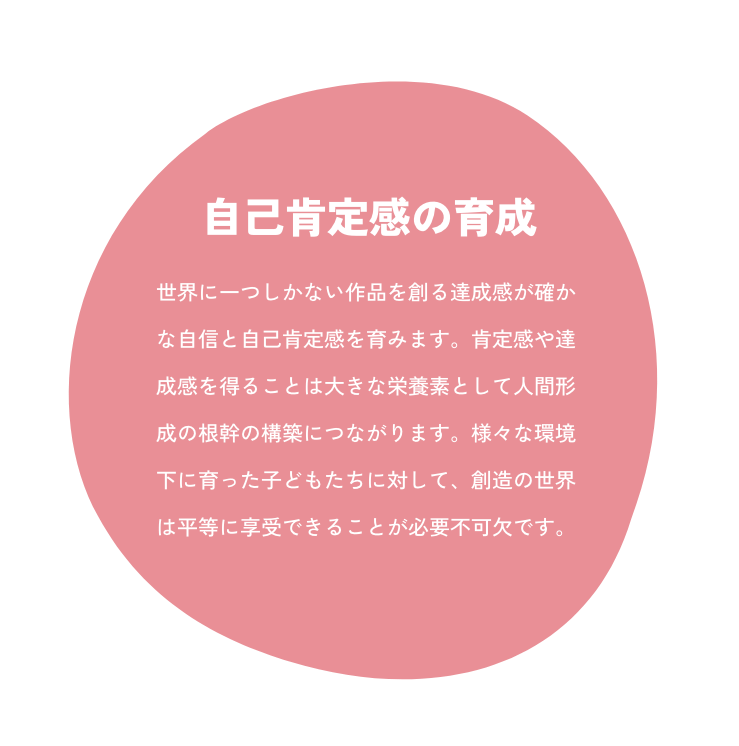 自己肯定感の育成
世界に一つしかない作品を創る達成感が確か
な自信と自己肯定感を育みます。肯定感や達
成感を得ることは大きな栄養素として人間形
成の根幹の構築につながります。様々な環境
下に育った子どもたちに対して、創造の世界
は平等に享受できることが必要不可欠です。